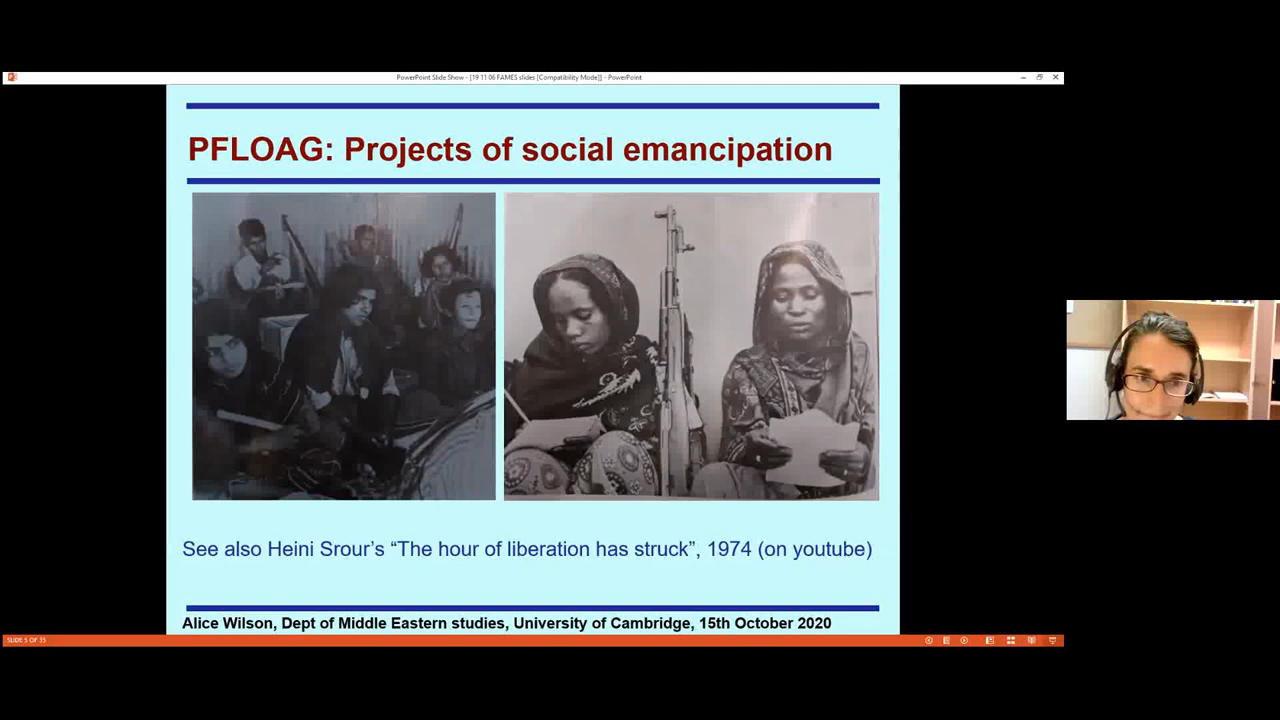 PowerPoint Slide Show - [19 11 06 FAMES slides [Compatibility Mode]] - PowerPoint
PFLOAG: Projects of social emancipation
See also Heini Srour’s “The hour of liberation has struck”, 1974 (on youtube)
Alice Wilson, Dept of Middle Eastern studies, University of Cambridge, 15th October 2020
SLIDE 5 OF 35